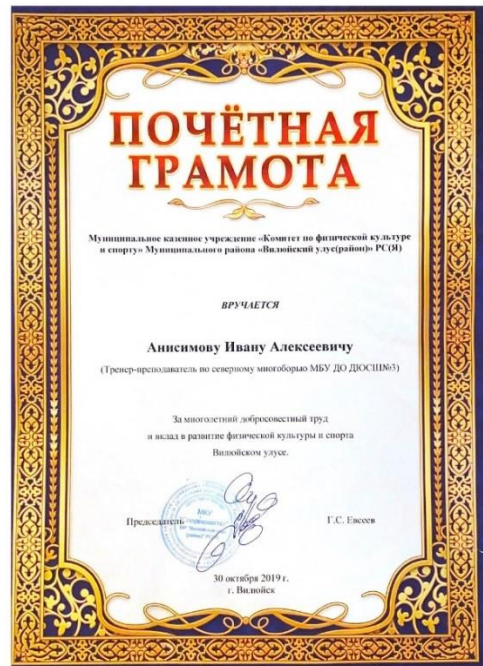 ПОЧЁТНАЯ
ГРАМОТА
Муниципальное казенное учреждение «Комитет по физической культуре
и спорту» Муниципального района «Вилюйский улус(район)» РС(Я)
ВРУЧАЕТСЯ
Анисимову Ивану Алексеевичу
(Тренер-преподаватель по северному многоборью МБУ ДО ДЮСШ№3)
За многолетний добросовестный труд
и вклад в развитие физической культуры и спорта
Вилюйском улусе.
МКУ
Председатель Г.С. Евсеев
30 октября 2019 г.
г. Вилюйск